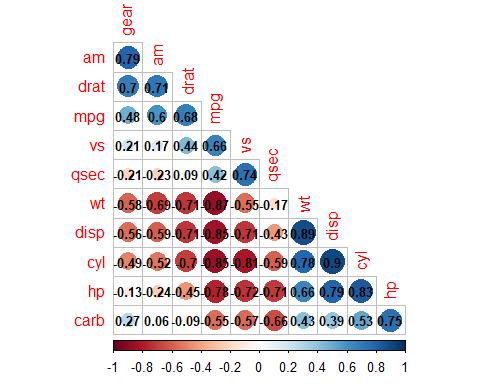 gear
am
am 0.79
drat
drat 0.7 0.71
mpg
mpg 0.48 0.6 0.68
vs
vs 0.21 0.17 0.44 0.66
qsec
qsec -0.21 -0.23 0.09 0.42 0.74
wt
wt -0.58 -0.69 -0.71 -0.87 -0.55 -0.17
disp
disp -0.56 -0.59 -0.71 -0.85 -0.71 -0.43 0.89
cyl
cyl -0.49 -0.52 -0.7 -0.85 -0.81 -0.59 0.78 0.9
hp
hp -0.13 -0.24 -0.45 -0.78 -0.72 -0.71 0.66 0.79 0.83
carb 0.27 0.06 -0.09 -0.55 -0.57 -0.66 0.43 0.39 0.53 0.75
-1 -0.8 -0.6 -0.4 -0.2 0 0.2 0.4 0.6 0.8 1